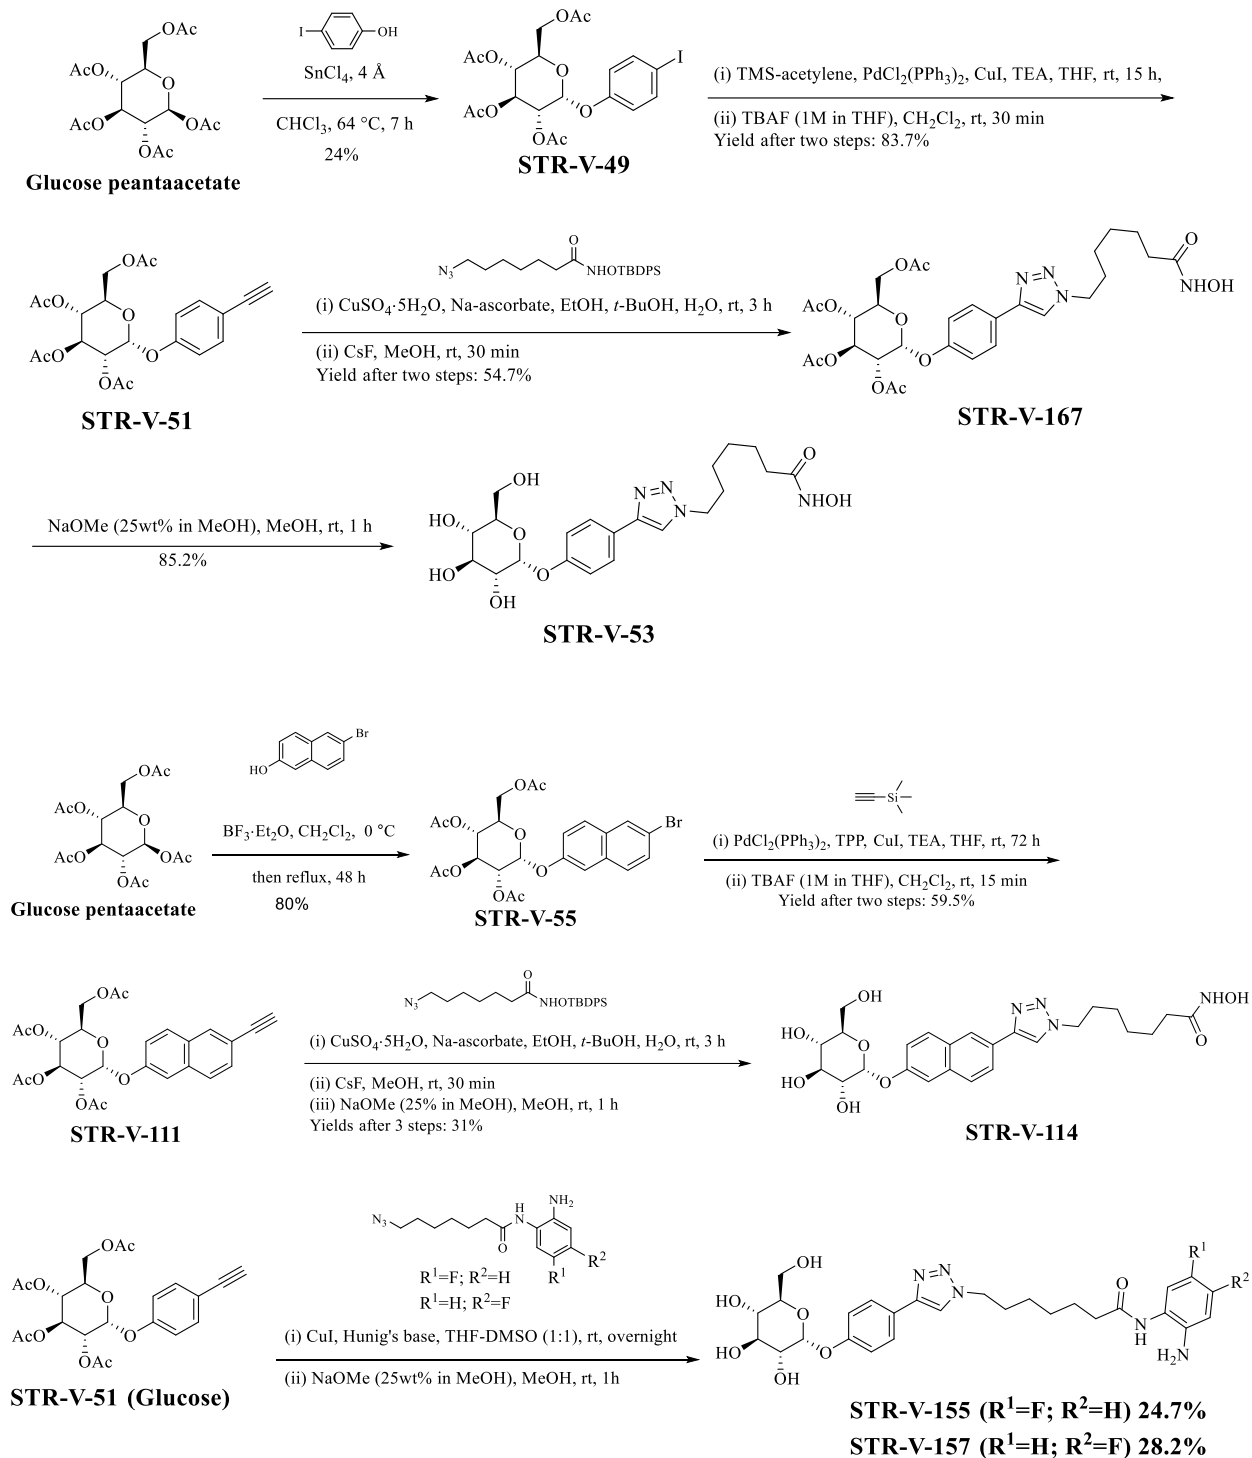 OAc
AcO
O
AcO
OAc
OAc
Glucose peantaacetate
I
OH
SnCl4, 4 Å
CHCl3, 64 °C, 7 h
24%
OAc
AcO
O
I
AcO
O
OAc
STR-V-49
(i) TMS-acetylene, PdCl2(PPh3)2, CuI, TEA, THF, rt, 15 h,
(ii) TBAF (1M in THF), CH2Cl2, rt, 30 min
Yield after two steps: 83.7%
OAc
AcO
O
AcO
O
OAc
STR-V-51
O
N3
NHOTBDPS
(i) CuSO4·5H2O, Na-ascorbate, EtOH, t-BuOH, H2O, rt, 3 h
(ii) CsF, MeOH, rt, 30 min
Yield after two steps: 54.7%
O
NHOH
N=N
N
OAc
AcO
O
AcO
O
OAc
STR-V-167
NaOMe (25wt% in MeOH), MeOH, rt, 1 h
85.2%
O
NHOH
N=N
N
OH
HO
O
HO
O
OH
STR-V-53
OAc
AcO
O
AcO
OAc
OAc
Glucose pentaacetate
Br
HO
BF3·Et2O, CH2Cl2, 0 °C
then reflux, 48 h
80%
OAc
AcO
O
Br
AcO
O
OAc
STR-V-55
Si
(i) PdCl2(PPh3)2, TPP, CuI, TEA, THF, rt, 72 h
(ii) TBAF (1M in THF), CH2Cl2, rt, 15 min
Yield after two steps: 59.5%
OAc
AcO
O
AcO
O
OAc
STR-V-111
O
N3
NHOTBDPS
(i) CuSO4·5H2O, Na-ascorbate, EtOH, t-BuOH, H2O, rt, 3 h
(ii) CsF, MeOH, rt, 30 min
(iii) NaOMe (25% in MeOH), MeOH, rt, 1 h
Yields after 3 steps: 31%
OH
N=N
N
NHOH
O
HO
O
HO
O
OH
STR-V-114
OAc
AcO
O
AcO
O
OAc
STR-V-51 (Glucose)
N3
H
N
NH2
O
R2
R1
R1=F; R2=H
R1=H; R2=F
(i) CuI, Hunig's base, THF-DMSO (1:1), rt, overnight
(ii) NaOMe (25wt% in MeOH), MeOH, rt, 1h
OH
N=N
N
O
R1
R2
N
H
H2N
HO
O
HO
O
OH
STR-V-155 (R1=F; R2=H) 24.7%
STR-V-157 (R1=H; R2=F) 28.2%